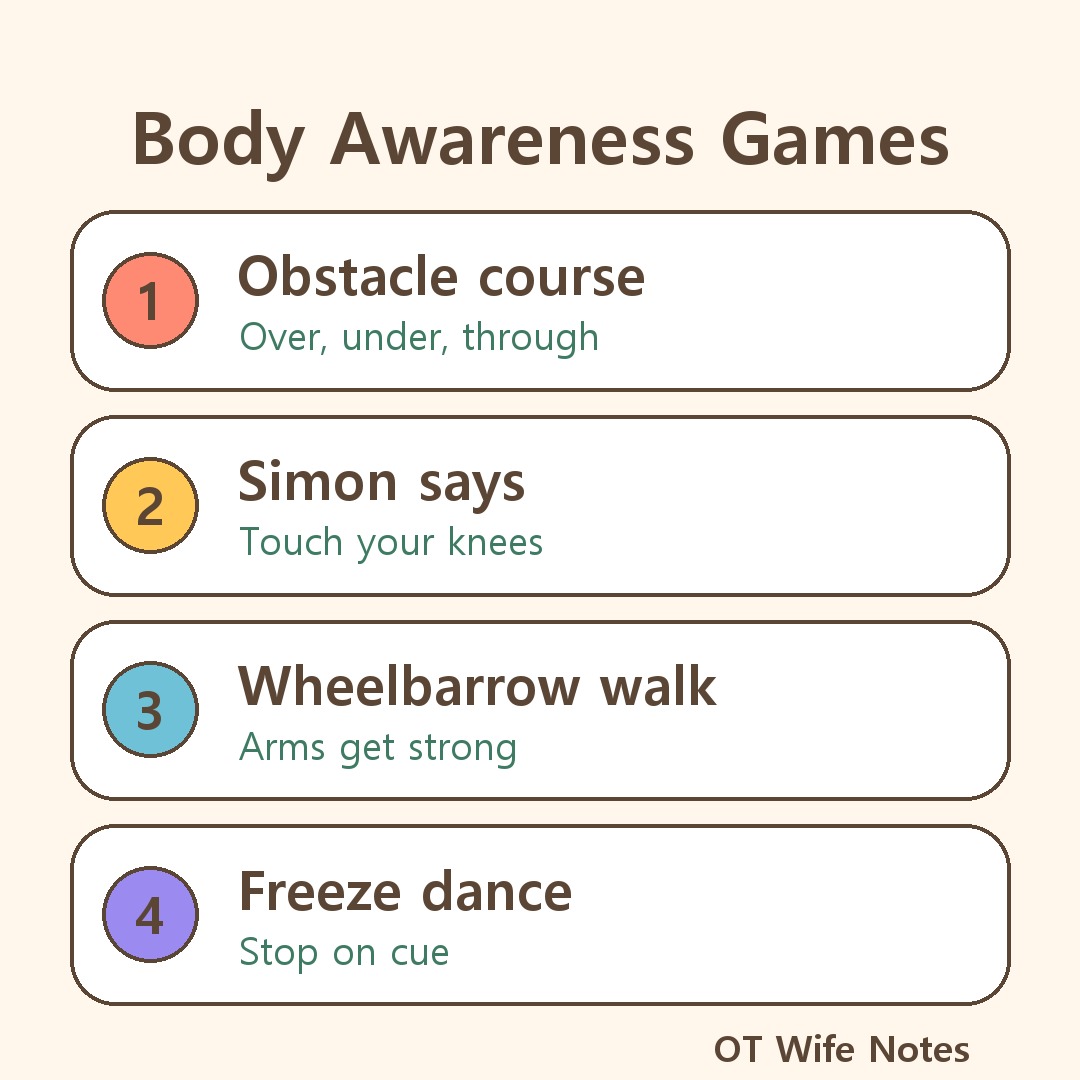 Body Awareness Games
1
Obstacle course
Over, under, through
2
Simon says
Touch your knees
3
Wheelbarrow walk
Arms get strong
4
Freeze dance
Stop on cue
OT Wife Notes